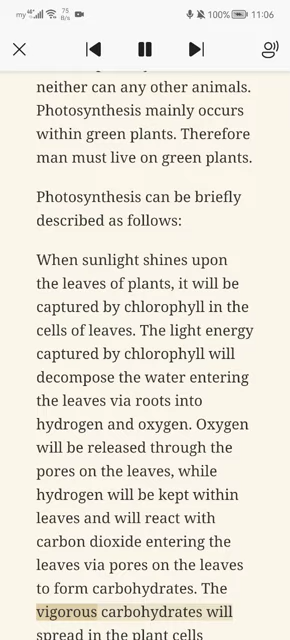 my 4G 75 B/s 100% 11:06
neither can any other animals.
Photosynthesis mainly occurs
within green plants. Therefore
man must live on green plants.
Photosynthesis can be briefly
described as follows:
When sunlight shines upon
the leaves of plants, it will be
captured by chlorophyll in the
cells of leaves. The light energy
captured by chlorophyll will
decompose the water entering
the leaves via roots into
hydrogen and oxygen. Oxygen
will be released through the
pores on the leaves, while
hydrogen will be kept within
leaves and will react with
carbon dioxide entering the
leaves via pores on the leaves
to form carbohydrates. The
vigorous carbohydrates will
spread in the plant cells